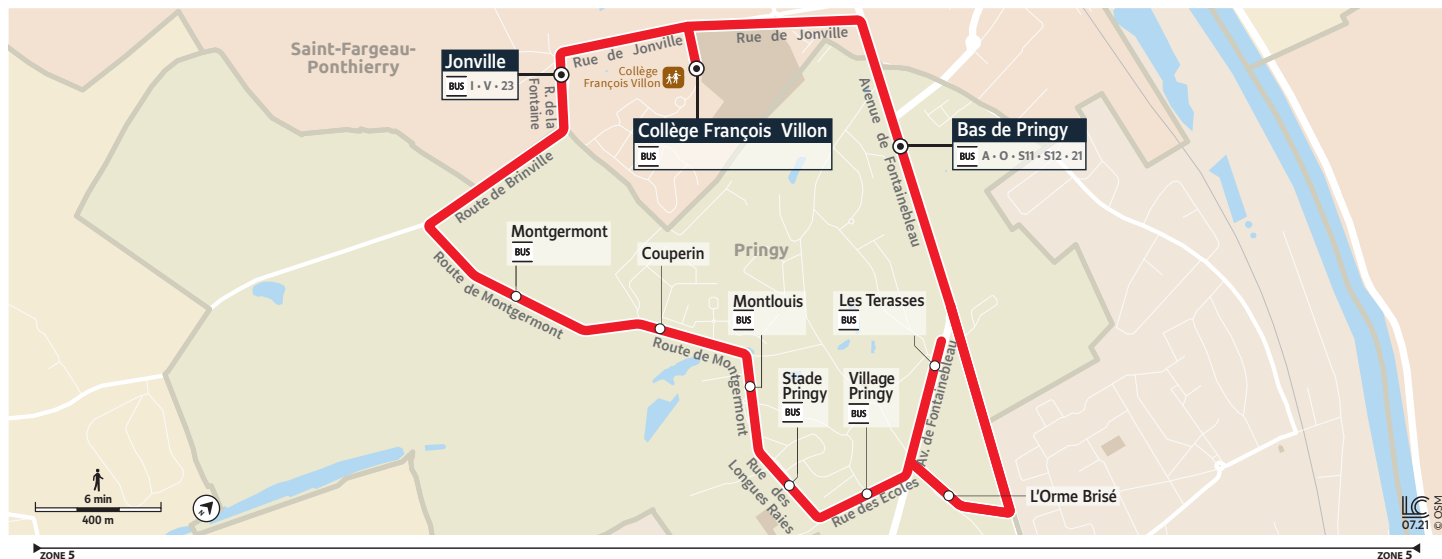 Saint-Fargeau-
Ponthierry
Jonville
BUS I • V • 23
Rue de Jonville
Rue de Jonville
Collège
François Villon
R. de la
Fontaine
Collège François Villon
BUS
Avenue de Fontainebleau
Bas de Pringy
BUS A • O • S11 • S12 • 21
Route de Brinville
Montgermont
BUS
Couperin
Pringy
Route de Montgermont
Montlouis
BUS
Les Terasses
BUS
Route de Montgermont
Stade
Pringy
BUS
Village
Pringy
BUS
Av. de Fontainebleau
Rue des
Longues Raies
Rue des Écoles
L'Orme Brisé
6 min
400 m
N
LC
07.21
© OSM
ZONE 5
ZONE 5